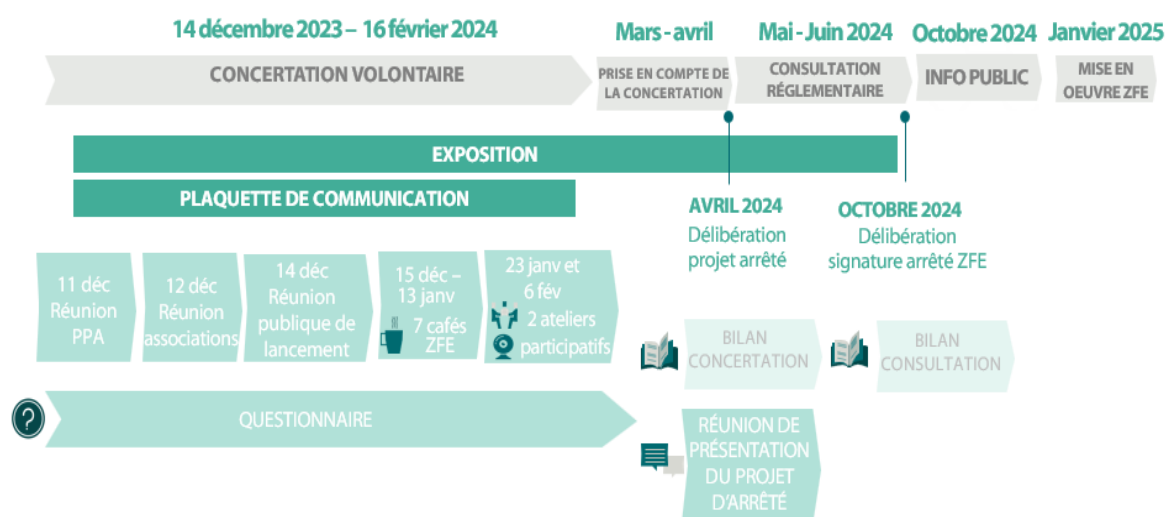 14 décembre 2023 – 16 février 2024
Mars - avril
Mai - Juin 2024
Octobre 2024
Janvier 2025
CONCERTATION VOLONTAIRE
PRISE EN COMPTE DE
LA CONCERTATION
CONSULTATION
RÉGLEMENTAIRE
INFO PUBLIC
MISE EN
OEUVRE ZFE
EXPOSITION
PLAQUETTE DE COMMUNICATION
AVRIL 2024
Délibération
projet arrêté
OCTOBRE 2024
Délibération
signature arrêté ZFE
11 déc
Réunion
PPA
12 déc
Réunion
associations
14 déc
Réunion
publique de
lancement
15 déc –
13 janv
7 cafés
ZFE
23 janv et
6 fév
2 ateliers
participatifs
BILAN
CONCERTATION
BILAN
CONSULTATION
?
QUESTIONNAIRE
RÉUNION DE
PRÉSENTATION
DU PROJET
D'ARRÊTÉ